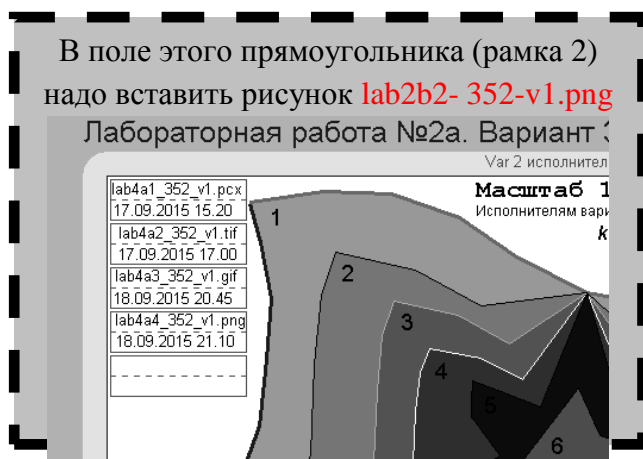 В поле этого прямоугольника (рамка 2)
надо вставить рисунок lab2b2- 352-v1.png
Лабораторная работа №2а. Вариант
Var 2 исполнител
lab4a1_352_v1.pcx
17.09.2015 15.20
lab4a2_352_v1.tif
17.09.2015 17.00
lab4a3_352_v1.gif
18.09.2015 20.45
lab4a4_352_v1.png
18.09.2015 21.10
Масштаб 1
Исполнителям вари
k
1
2
3
4
5
6